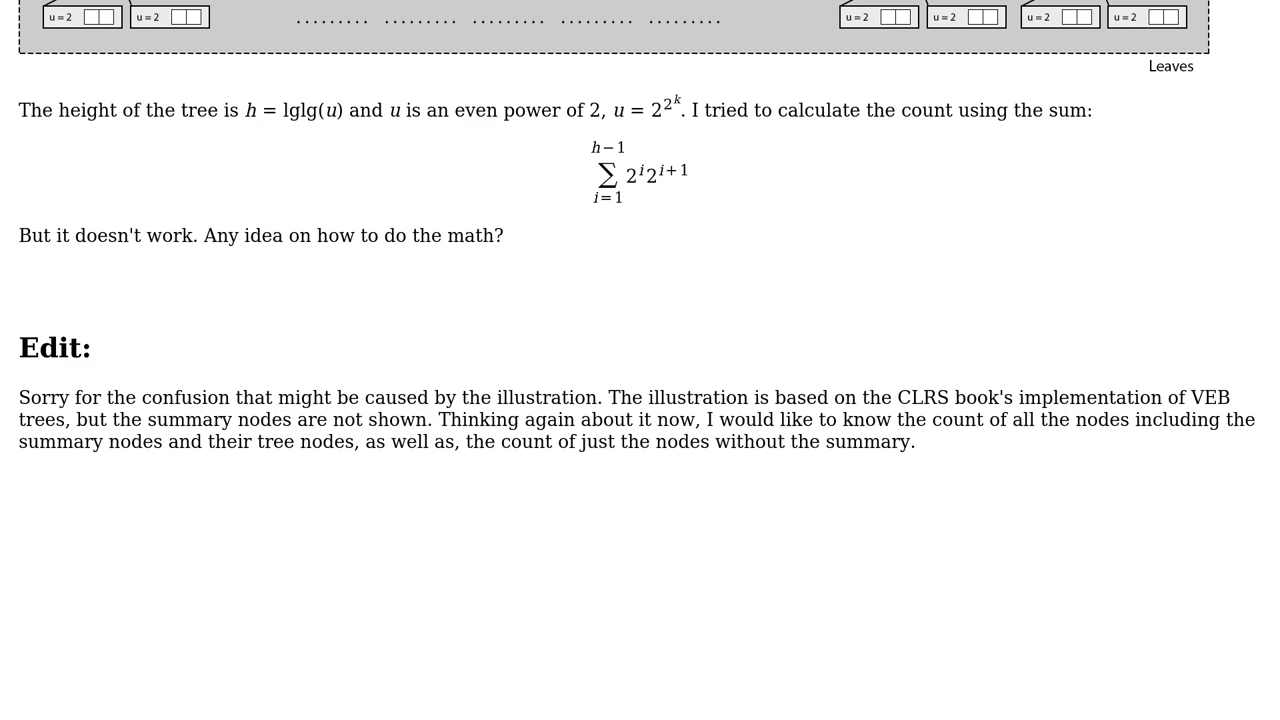 u = 2 u = 2 ......... ......... ......... ......... ......... u = 2 u = 2 u = 2 u = 2
Leaves
The height of the tree is h = lglg(u) and u is an even power of 2, u = 2^{2^k}. I tried to calculate the count using the sum:
\sum_{i=1}^{h-1} 2^i 2^{i+1}
But it doesn't work. Any idea on how to do the math?
Edit:
Sorry for the confusion that might be caused by the illustration. The illustration is based on the CLRS book's implementation of VEB
trees, but the summary nodes are not shown. Thinking again about it now, I would like to know the count of all the nodes including the
summary nodes and their tree nodes, as well as, the count of just the nodes without the summary.